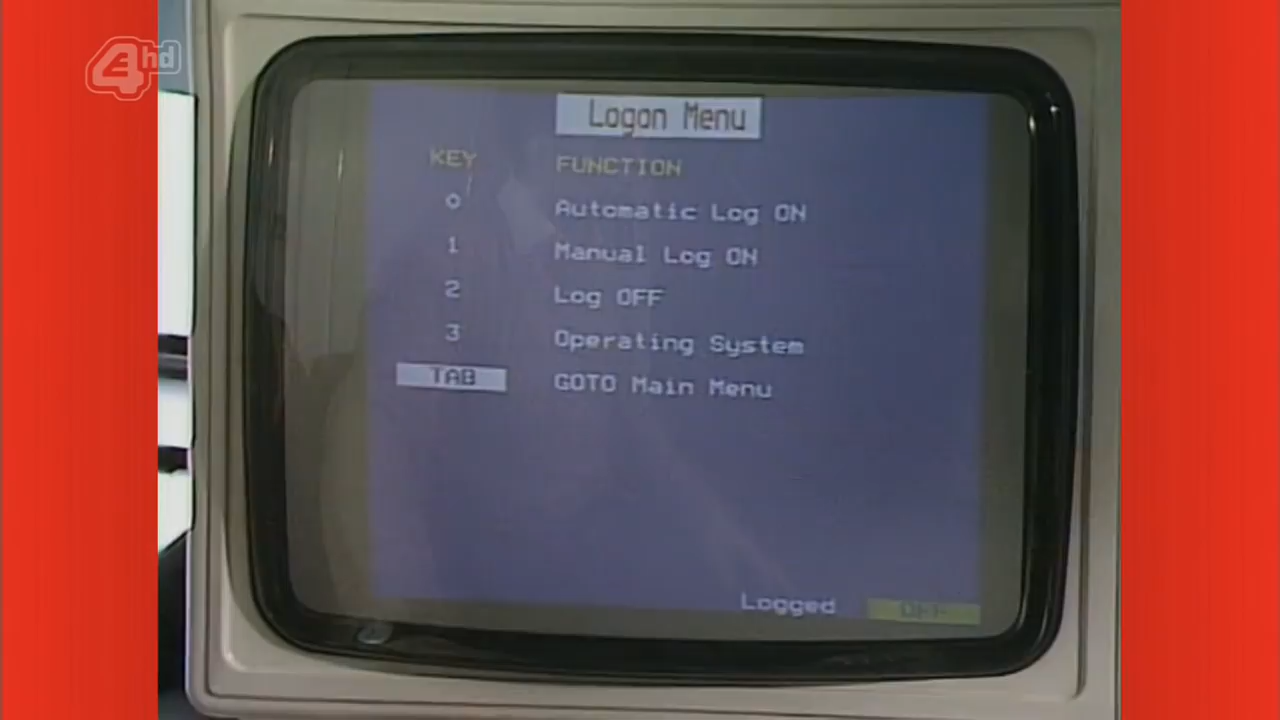 4hd
Logon Menu
KEY FUNCTION
0 Automatic Log ON
1 Manual Log ON
2 Log OFF
3 Operating System
TAB GOTO Main Menu
Logged OFF